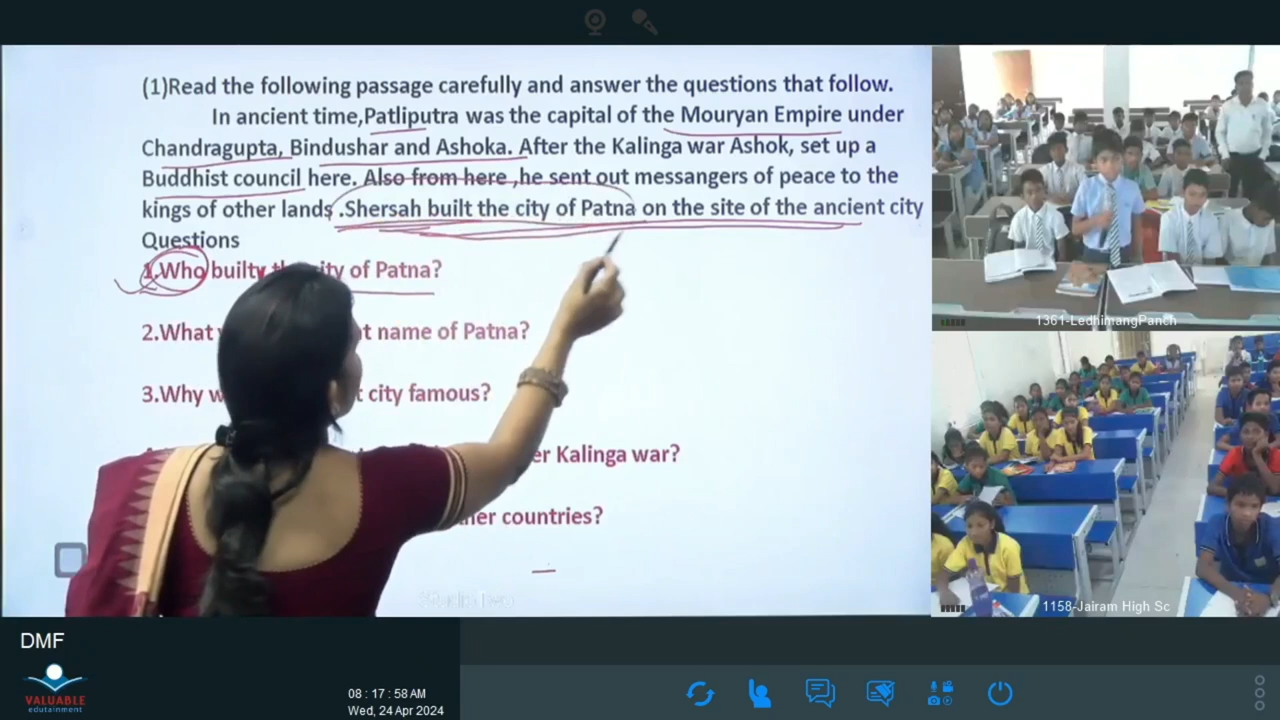 (1)Read the following passage carefully and answer the questions that follow.
In ancient time,Patliputra was the capital of the Mouryan Empire under
Chandragupta, Bindushar and Ashoka. After the Kalinga war Ashok, set up a
Buddhist council here. Also from here ,he sent out messangers of peace to the
kings of other lands .Shersah built the city of Patna on the site of the ancient city
Questions
1.Who builty city of Patna?
2.What name of Patna?
3.Why city famous?
Kalinga war?
countries?
1361-LedhimangPanch
1158-Jairam High Sc
DMF
VALUABLE
edutainment
08 : 17 : 58 AM
Wed, 24 Apr 2024